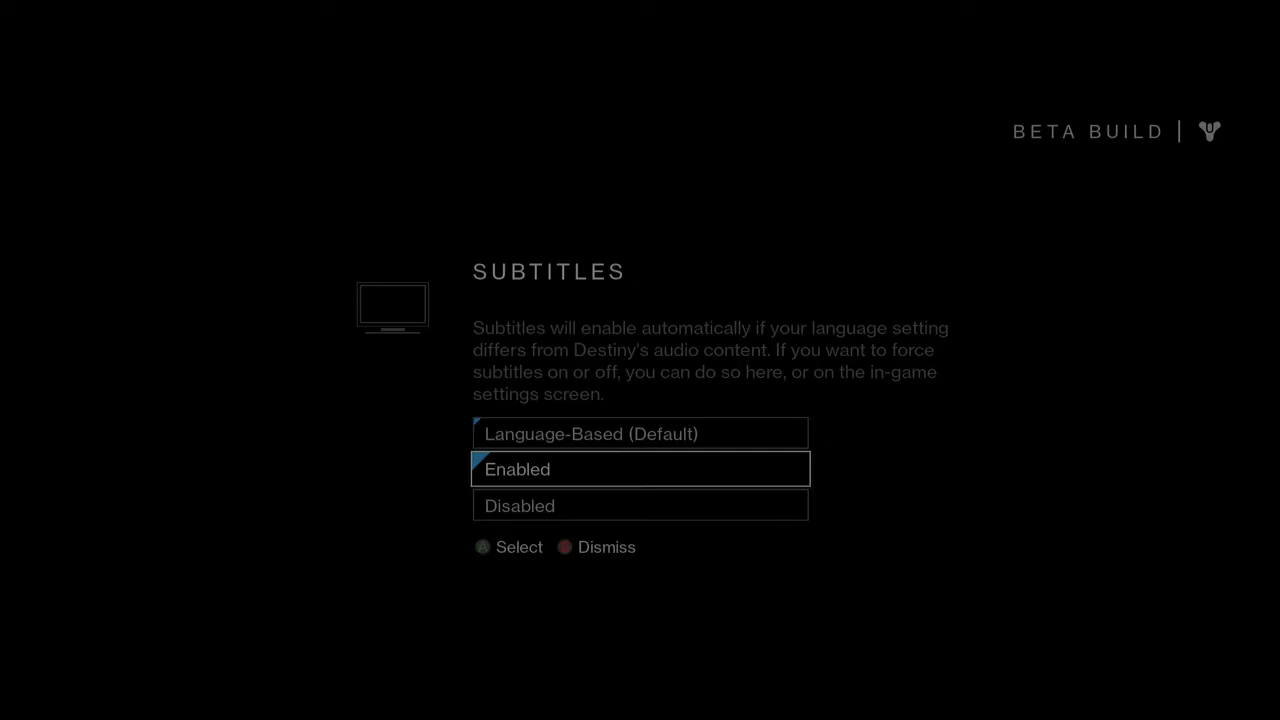 BETA BUILD |
SUBTITLES
Subtitles will enable automatically if your language setting
differs from Destiny's audio content. If you want to force
subtitles on or off, you can do so here, or on the in-game
settings screen.
Language-Based (Default)
Enabled
Disabled
A Select B Dismiss